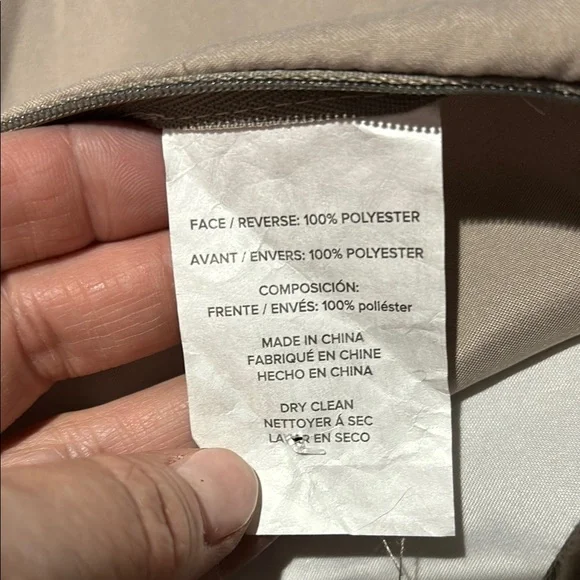 FACE / REVERSE: 100% POLYESTER
AVANT / ENVERS: 100% POLYESTER
COMPOSICIÓN:
FRENTE / ENVÉS: 100% poliéster
MADE IN CHINA
FABRIQUÉ EN CHINE
HECHO EN CHINA
DRY CLEAN
NETTOYER Á SEC
LAVAR EN SECO